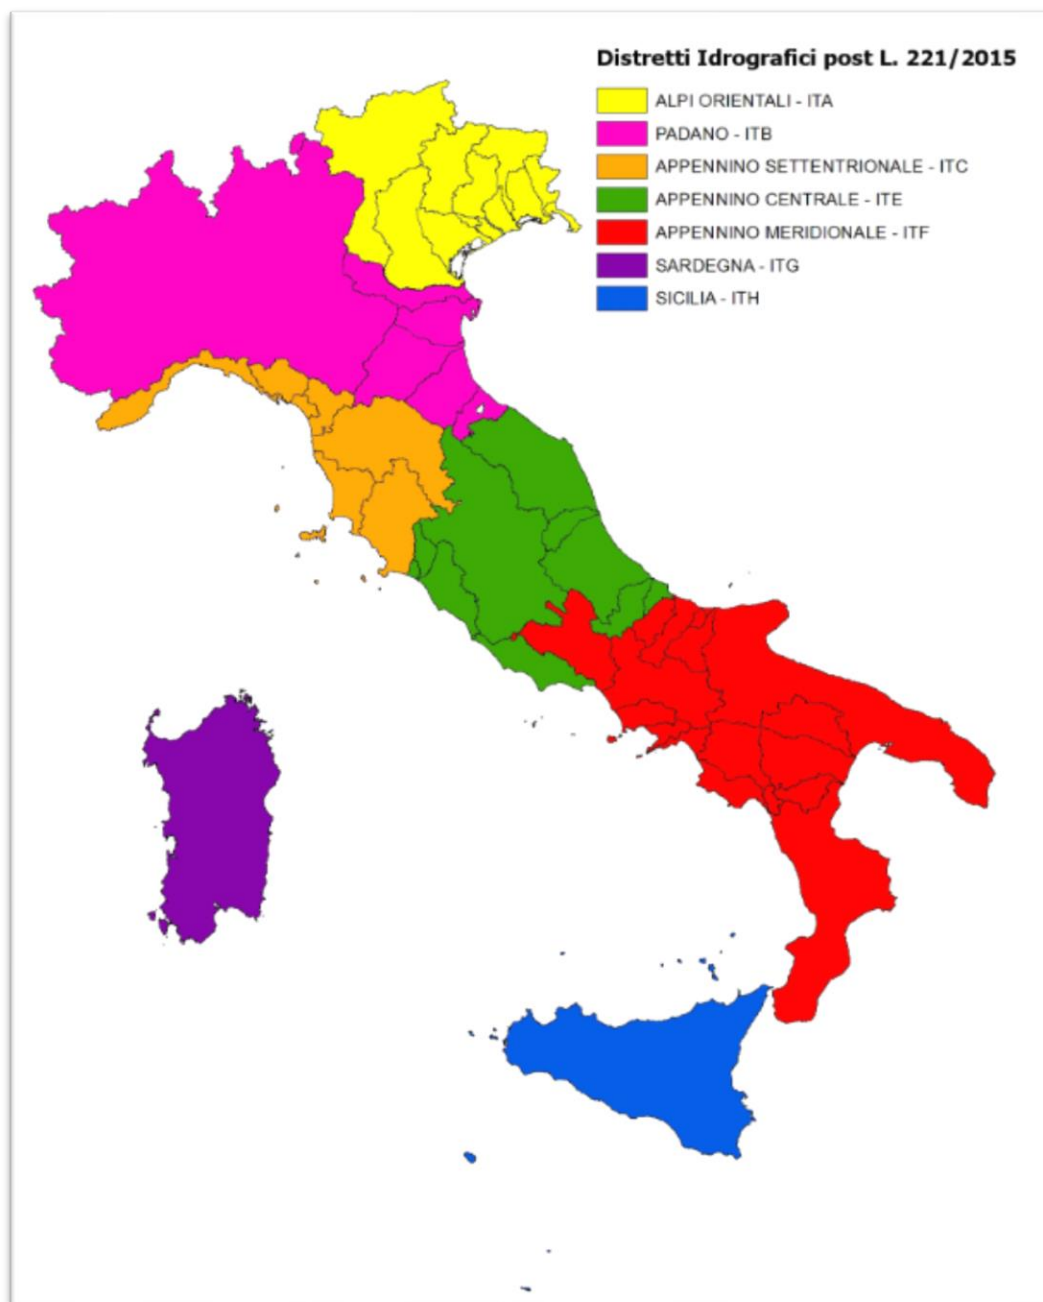 Distretti Idrografici post L. 221/2015
ALPI ORIENTALI - ITA
PADANO - ITB
APPENNINO SETTENTRIONALE - ITC
APPENNINO CENTRALE - ITE
APPENNINO MERIDIONALE - ITF
SARDEGNA - ITG
SICILIA - ITH